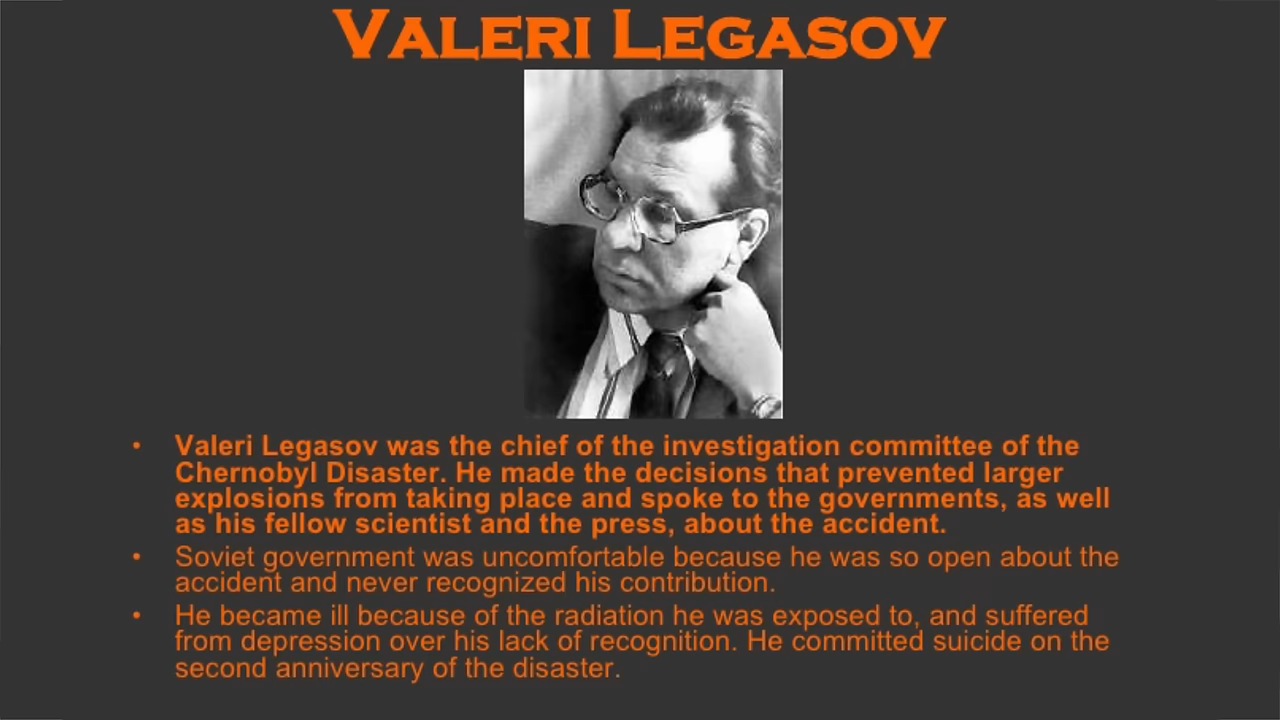 VALERI LEGASOV
• Valeri Legasov was the chief of the investigation committee of the
Chernobyl Disaster. He made the decisions that prevented larger
explosions from taking place and spoke to the governments, as well
as his fellow scientist and the press, about the accident.
• Soviet government was uncomfortable because he was so open about the
accident and never recognized his contribution.
• He became ill because of the radiation he was exposed to, and suffered
from depression over his lack of recognition. He committed suicide on the
second anniversary of the disaster.